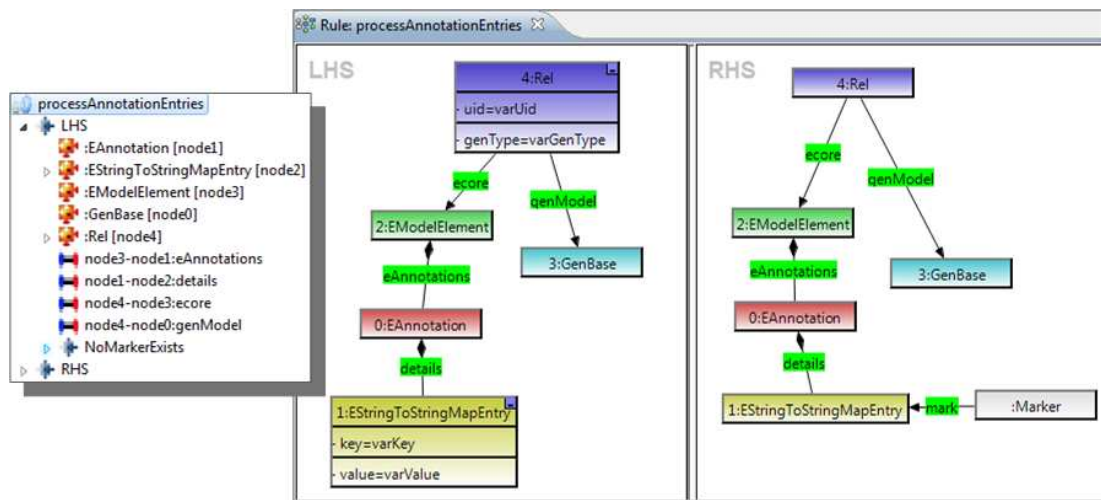 Rule: processAnnotationEntries
processAnnotationEntries
LHS
:EAnnotation [node1]
:EStringToStringMapEntry [node2]
:EModelElement [node3]
:GenBase [node0]
:Rel [node4]
node3-node1:eAnnotations
node1-node2:details
node4-node3:ecore
node4-node0:genModel
NoMarkerExists
RHS
LHS
4:Rel
- uid=varUid
- genType=varGenType
ecore
genModel
2:EModelElement
3:GenBase
eAnnotations
0:EAnnotation
details
1:EStringToStringMapEntry
- key=varKey
- value=varValue
RHS
4:Rel
ecore
genModel
2:EModelElement
3:GenBase
eAnnotations
0:EAnnotation
details
1:EStringToStringMapEntry
mark
:Marker